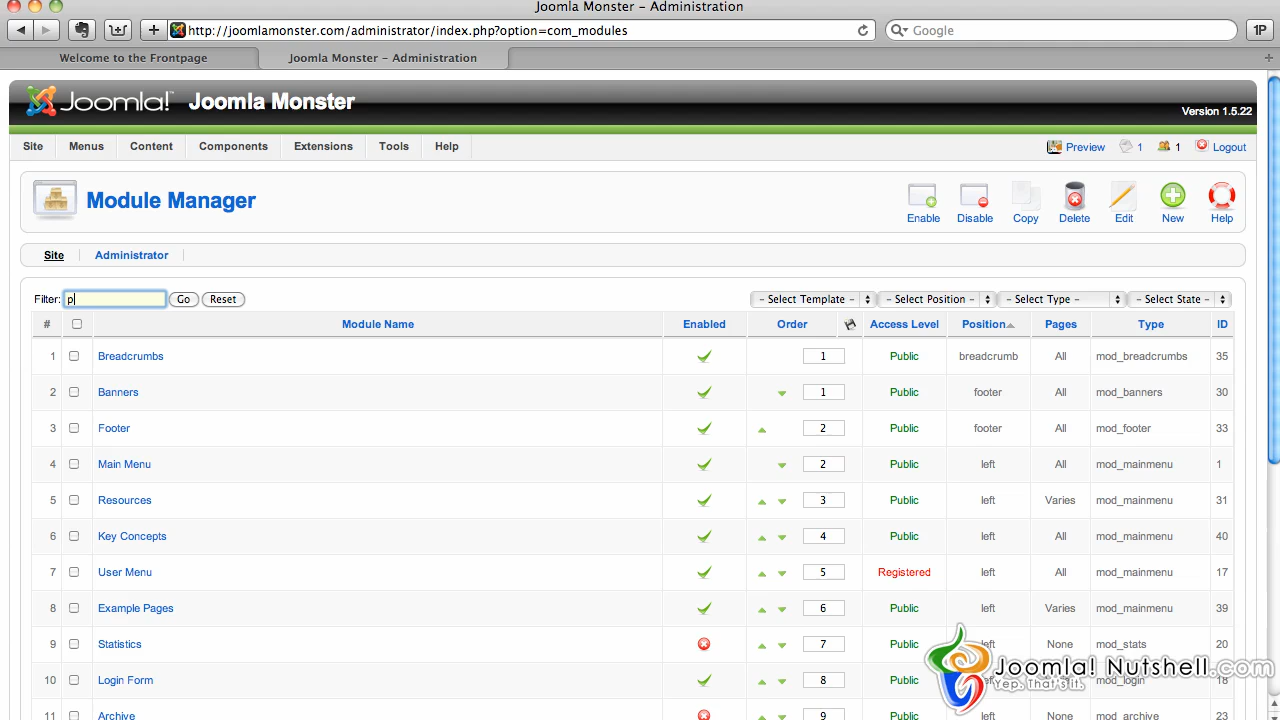 Joomla Monster – Administration
http://joomlamonster.com/administrator/index.php?option=com_modules
Google
1P
Welcome to the Frontpage
Joomla Monster – Administration
Joomla!™ Joomla Monster
Version 1.5.22
Site Menus Content Components Extensions Tools Help Preview 1 1 Logout
Module Manager
Enable Disable Copy Delete Edit New Help
Site Administrator
Filter: p Go Reset - Select Template - - Select Position - - Select Type - - Select State -
# Module Name Enabled Order Access Level Position Pages Type ID
1 Breadcrumbs 1 Public breadcrumb All mod_breadcrumbs 35
2 Banners 1 Public footer All mod_banners 30
3 Footer 2 Public footer All mod_footer 33
4 Main Menu 2 Public left All mod_mainmenu 1
5 Resources 3 Public left Varies mod_mainmenu 31
6 Key Concepts 4 Public left All mod_mainmenu 40
7 User Menu 5 Registered left All mod_mainmenu 17
8 Example Pages 6 Public left Varies mod_mainmenu 39
9 Statistics 7 Public left None mod_stats 20
10 Login Form 8 Public mod_login 18
11 Archive 9 Public left None mod_archive 23
Joomla! Nutshell.com
Yep. That's it.